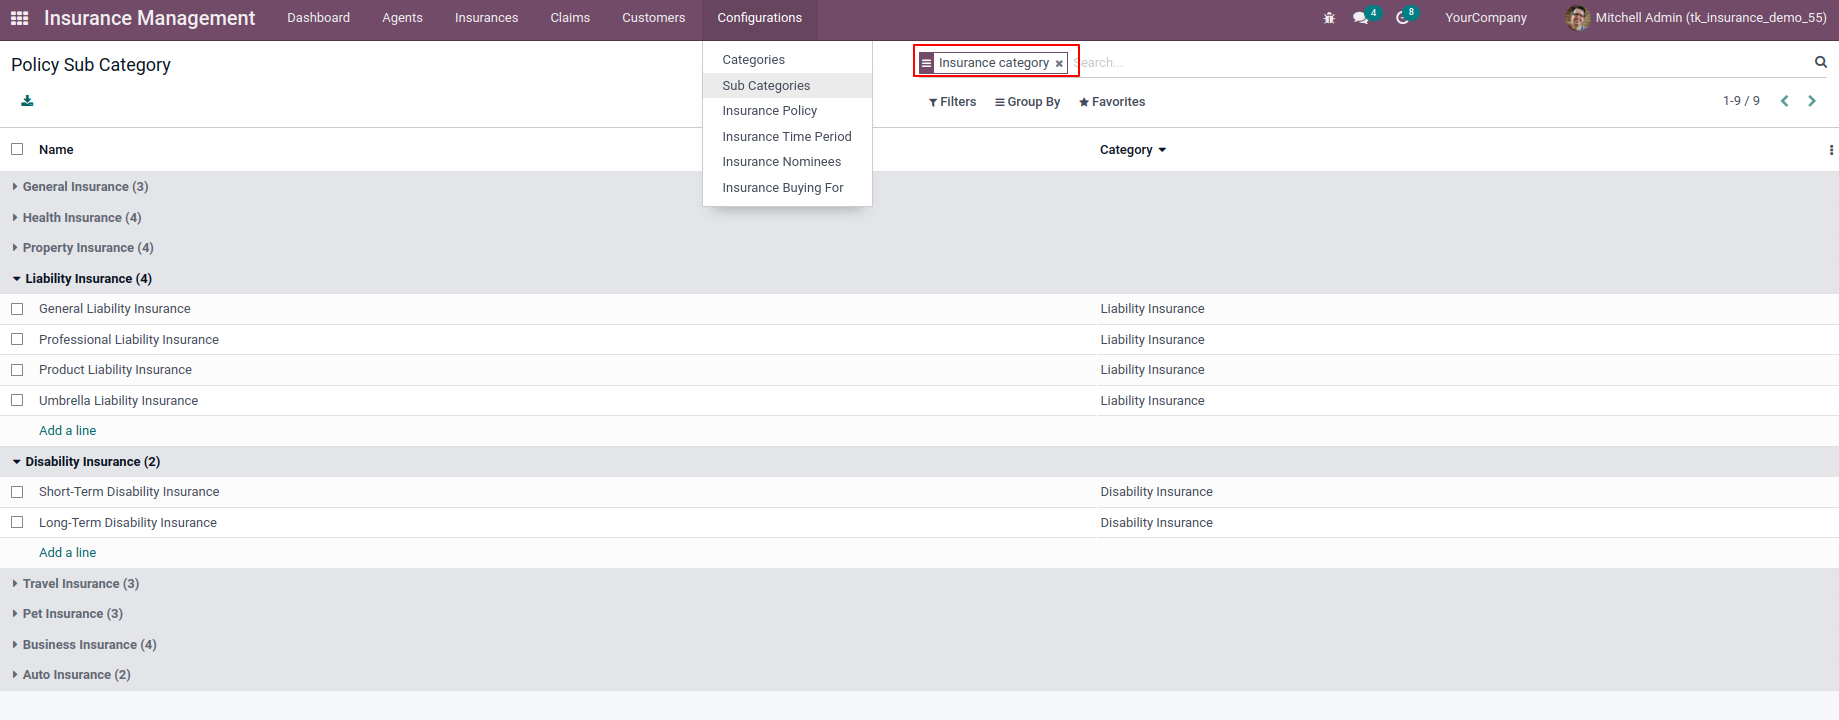 Insurance Management Dashboard Agents Insurances Claims Customers Configurations 4 8 YourCompany Mitchell Admin (tk_insurance_demo_55)
Policy Sub Category
Insurance category × Search...
Filters Group By Favorites 1-9 / 9
Categories
Sub Categories
Insurance Policy
Insurance Time Period
Insurance Nominees
Insurance Buying For
Name Category
General Insurance (3)
Health Insurance (4)
Property Insurance (4)
Liability Insurance (4)
General Liability Insurance Liability Insurance
Professional Liability Insurance Liability Insurance
Product Liability Insurance Liability Insurance
Umbrella Liability Insurance Liability Insurance
Add a line
Disability Insurance (2)
Short-Term Disability Insurance Disability Insurance
Long-Term Disability Insurance Disability Insurance
Add a line
Travel Insurance (3)
Pet Insurance (3)
Business Insurance (4)
Auto Insurance (2)